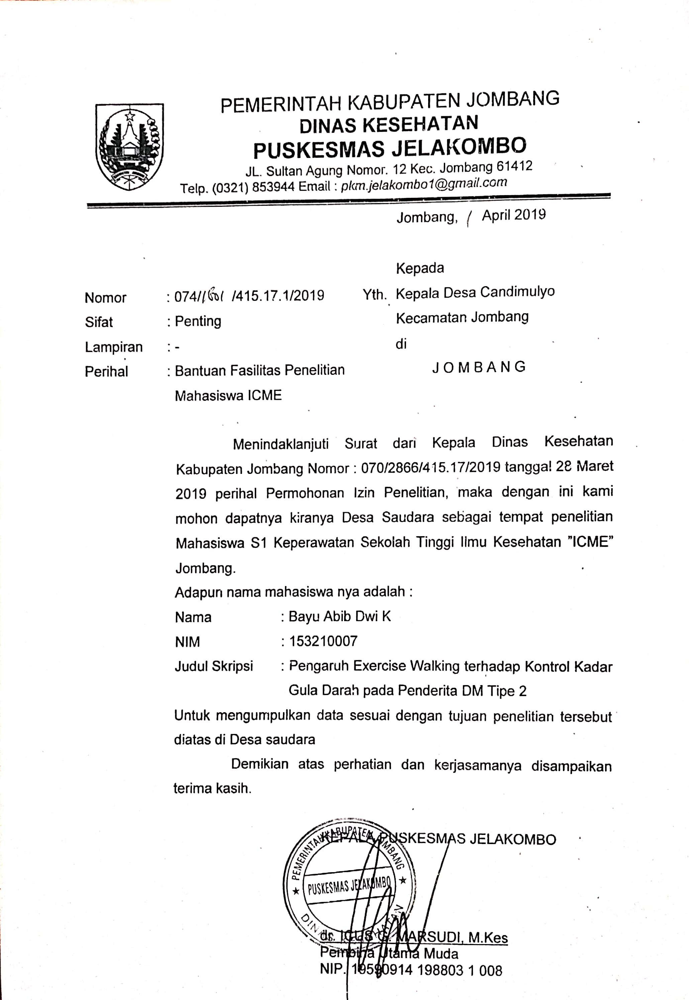 PEMERINTAH KABUPATEN JOMBANG
DINAS KESEHATAN
PUSKESMAS JELAKOMBO
JL. Sultan Agung Nomor. 12 Kec. Jombang 61412
Telp. (0321) 853944 Email : pkm.jelakombo1@gmail.com
Jombang, / April 2019
Kepada
Nomor : 074/ /415.17.1/2019 Yth. Kepala Desa Candimulyo
Sifat : Penting Kecamatan Jombang
Lampiran : - di
Perihal : Bantuan Fasilitas Penelitian JOMBANG
Mahasiswa ICME
Menindaklanjuti Surat dari Kepala Dinas Kesehatan
Kabupaten Jombang Nomor : 070/2866/415.17/2019 tanggal 28 Maret
2019 perihal Permohonan Izin Penelitian, maka dengan ini kami
mohon dapatnya kiranya Desa Saudara sebagai tempat penelitian
Mahasiswa S1 Keperawatan Sekolah Tinggi Ilmu Kesehatan "ICME"
Jombang.
Adapun nama mahasiswa nya adalah :
Nama : Bayu Abib Dwi K
NIM : 153210007
Judul Skripsi : Pengaruh Exercise Walking terhadap Kontrol Kadar
Gula Darah pada Penderita DM Tipe 2
Untuk mengumpulkan data sesuai dengan tujuan penelitian tersebut
diatas di Desa saudara
Demikian atas perhatian dan kerjasamanya disampaikan
terima kasih.
KEPALA PUSKESMAS JELAKOMBO
PEMERINTAH KABUPATEN JOMBANG
PUSKESMAS JELAKOMBO
DINAS KESEHATAN
MARSUDI, M.Kes
Pembina Utama Muda
NIP. 19590914 198803 1 008